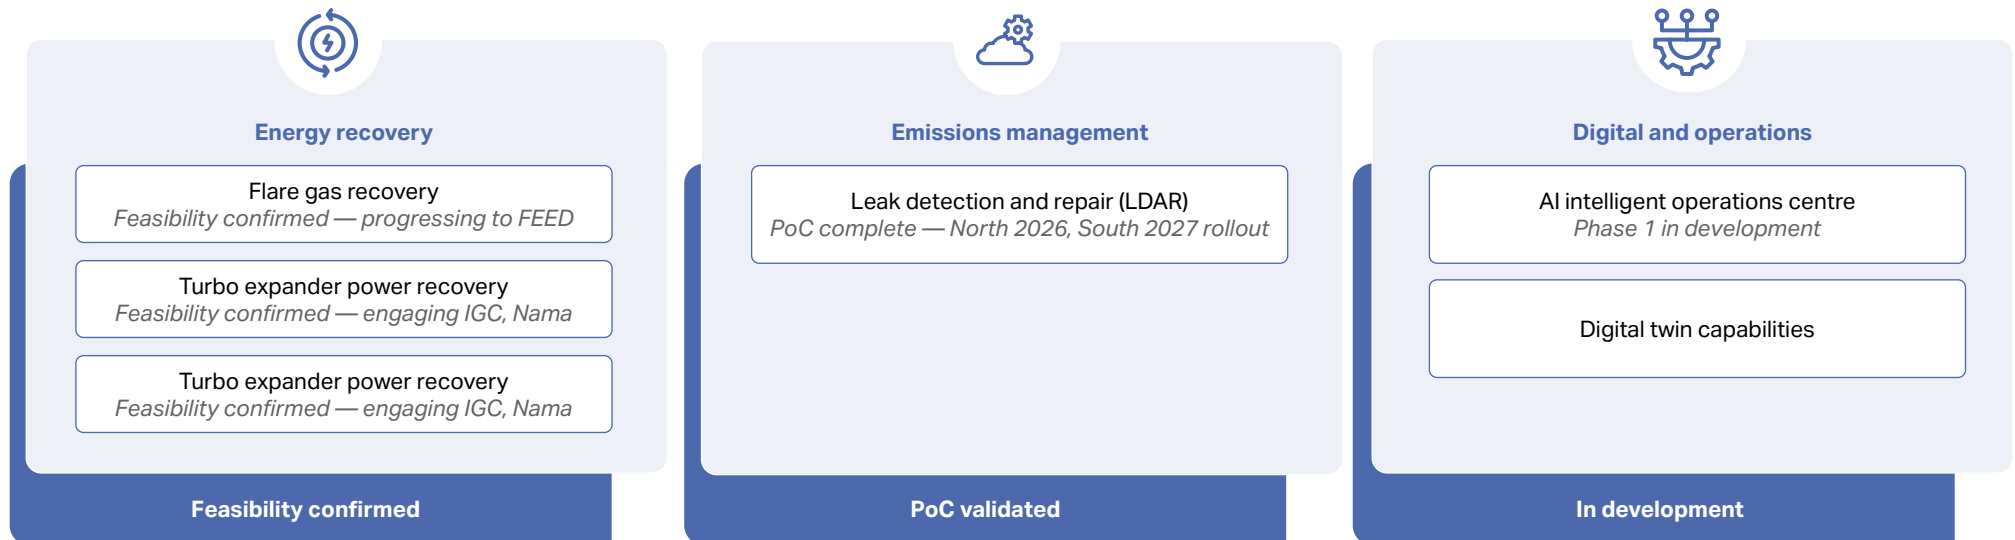 Energy recovery
Flare gas recovery
Feasibility confirmed — progressing to FEED
Turbo expander power recovery
Feasibility confirmed — engaging IGC, Nama
Turbo expander power recovery
Feasibility confirmed — engaging IGC, Nama
Feasibility confirmed
Emissions management
Leak detection and repair (LDAR)
PoC complete — North 2026, South 2027 rollout
PoC validated
Digital and operations
AI intelligent operations centre
Phase 1 in development
Digital twin capabilities
In development